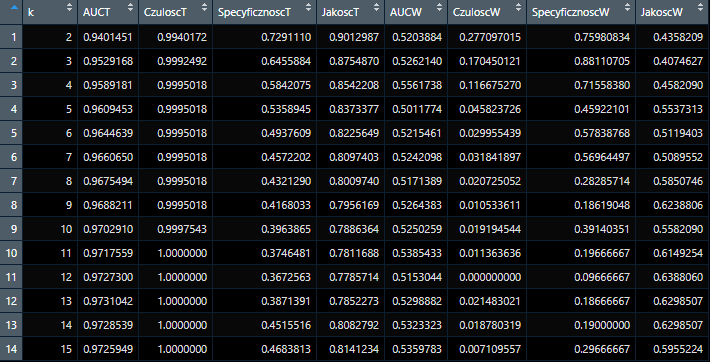 k AUCT CzuloscT SpecyficznoscT JakoscT AUCW CzuloscW SpecyficznoscW JakoscW
1 2 0.9401451 0.9940172 0.7291110 0.9012987 0.5203884 0.277097015 0.75980834 0.4358209
2 3 0.9529168 0.9992492 0.6455884 0.8754870 0.5262140 0.170450121 0.88110705 0.4074627
3 4 0.9589181 0.9995018 0.5842075 0.8542208 0.5561738 0.116675270 0.71558380 0.4582090
4 5 0.9609453 0.9995018 0.5358945 0.8373377 0.5011774 0.045823726 0.45922101 0.5537313
5 6 0.9644639 0.9995018 0.4937609 0.8225649 0.5215461 0.029955439 0.57838768 0.5119403
6 7 0.9660650 0.9995018 0.4572202 0.8097403 0.5242098 0.031841897 0.56964497 0.5089552
7 8 0.9675494 0.9995018 0.4321290 0.8009740 0.5171389 0.020725052 0.28285714 0.5850746
8 9 0.9688211 0.9995018 0.4168033 0.7956169 0.5264383 0.010533611 0.18619048 0.6238806
9 10 0.9702910 0.9997543 0.3963865 0.7886364 0.5250259 0.019194544 0.39140351 0.5582090
10 11 0.9717559 1.0000000 0.3746481 0.7811688 0.5385433 0.011363636 0.19666667 0.6149254
11 12 0.9727300 1.0000000 0.3672563 0.7785714 0.5153044 0.000000000 0.09666667 0.6388060
12 13 0.9731042 1.0000000 0.3871391 0.7852273 0.5298882 0.021483021 0.18666667 0.6298507
13 14 0.9728539 1.0000000 0.4515516 0.8082792 0.5323323 0.018780319 0.19000000 0.6298507
14 15 0.9725949 1.0000000 0.4683813 0.8141234 0.5359783 0.007109557 0.29666667 0.5955224